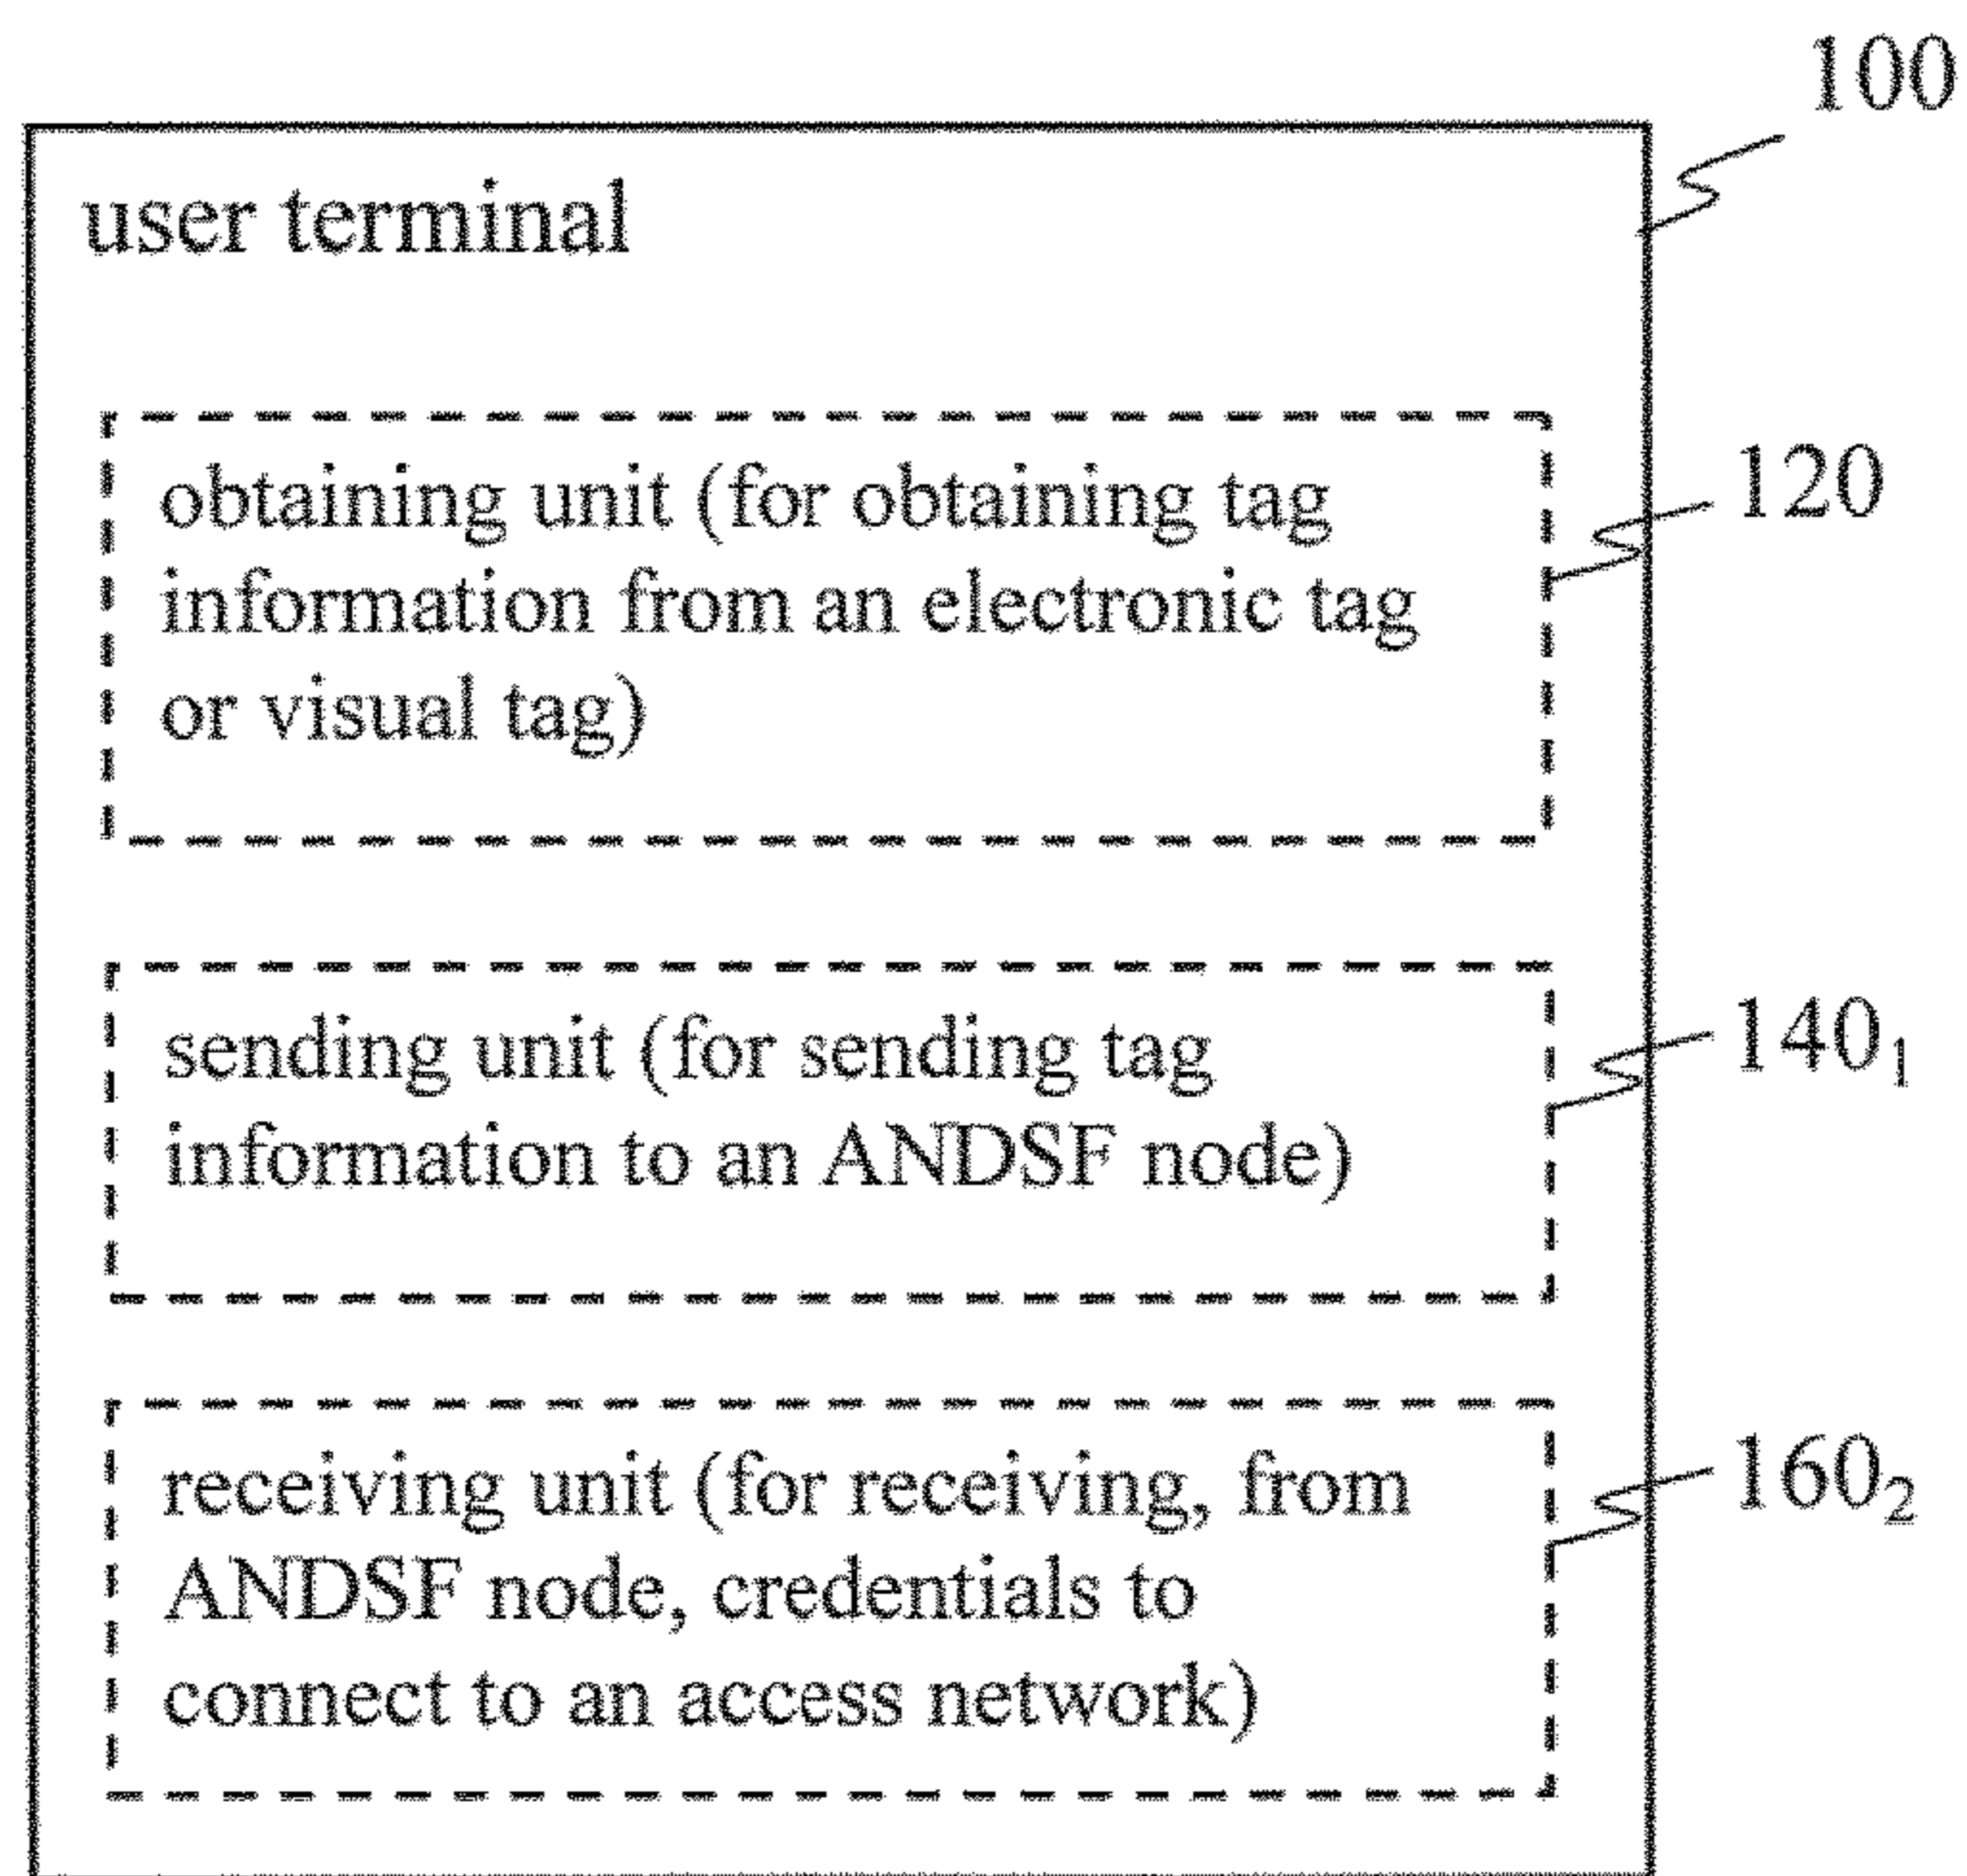 100
user terminal
obtaining unit (for obtaining tag
information from an electronic tag
or visual tag)
120
sending unit (for sending tag
information to an ANDSF node)
140₁
receiving unit (for receiving, from
ANDSF node, credentials to
connect to an access network)
160₂